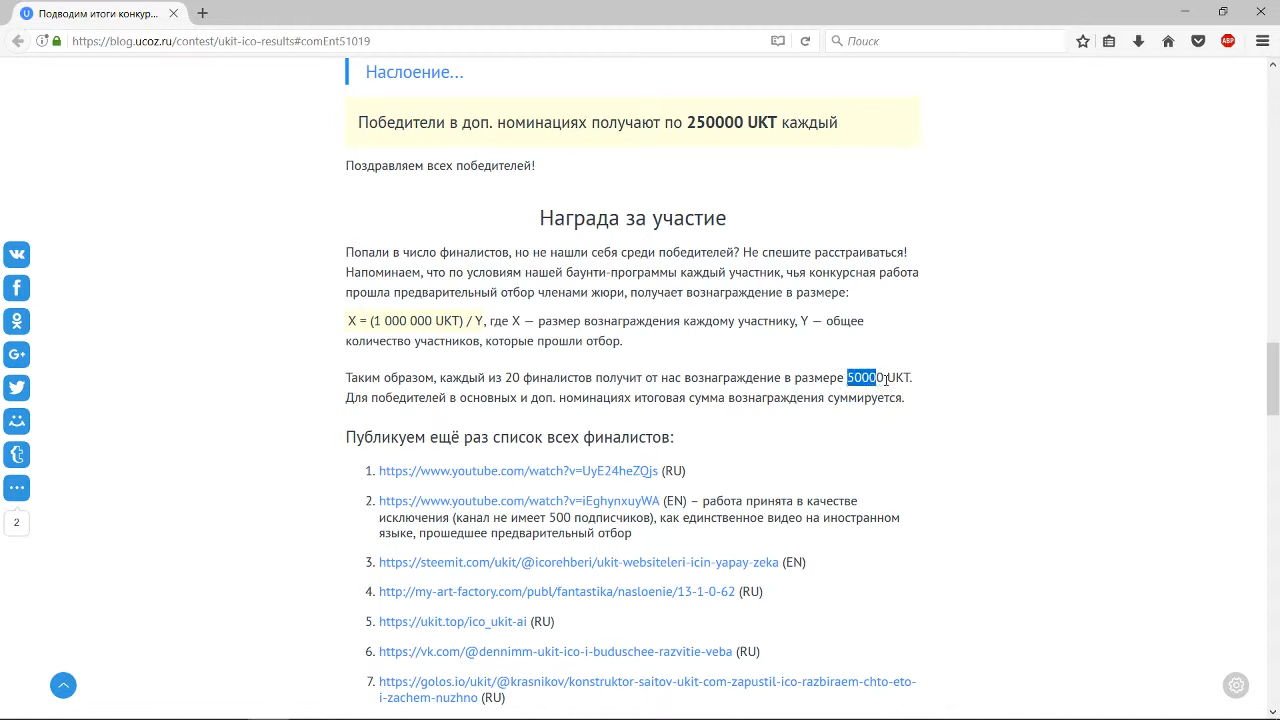 Подводим итоги конкур...
https://blog.ucoz.ru/contest/ukit-ico-results#comEnt51019
Поиск
ABP
Наслоение...
Победители в доп. номинациях получают по 250000 UKT каждый
Поздравляем всех победителей!
Награда за участие
Попали в число финалистов, но не нашли себя среди победителей? Не спешите расстраиваться!
Напоминаем, что по условиям нашей баунти-программы каждый участник, чья конкурсная работа
прошла предварительный отбор членами жюри, получает вознаграждение в размере:
X = (1 000 000 UKT) / Y, где X — размер вознаграждения каждому участнику, Y — общее
количество участников, которые прошли отбор.
Таким образом, каждый из 20 финалистов получит от нас вознаграждение в размере 50000 UKT.
Для победителей в основных и доп. номинациях итоговая сумма вознаграждения суммируется.
Публикуем ещё раз список всех финалистов:
1. https://www.youtube.com/watch?v=UyE24heZQjs (RU)
2. https://www.youtube.com/watch?v=iEghynxuyWA (EN) – работа принята в качестве
исключения (канал не имеет 500 подписчиков), как единственное видео на иностранном
языке, прошедшее предварительный отбор
3. https://steemit.com/ukit/@icorehberi/ukit-websiteleri-icin-yapay-zeka (EN)
4. http://my-art-factory.com/publ/fantastika/nasloenie/13-1-0-62 (RU)
5. https://ukit.top/ico_ukit-ai (RU)
6. https://vk.com/@dennimm-ukit-ico-i-buduschee-razvitie-veba (RU)
7. https://golos.io/ukit/@krasnikov/konstruktor-saitov-ukit-com-zapustil-ico-razbiraem-chto-eto-
i-zachem-nuzhno (RU)
2